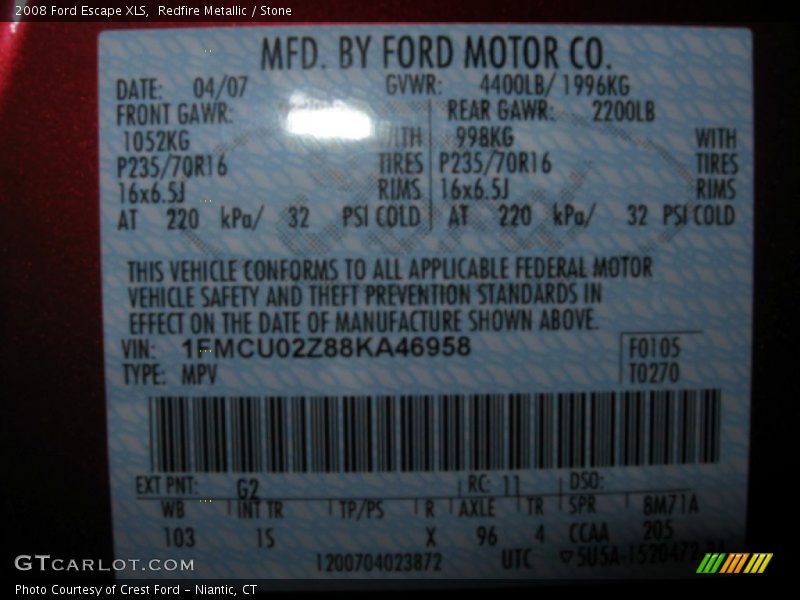 2008 Ford Escape XLS,  Redfire Metallic / Stone
MFD. BY FORD MOTOR CO.
DATE: 04/07 GVWR: 4400LB/ 1996KG
FRONT GAWR: REAR GAWR: 2200LB
1052KG WITH 998KG WITH
P235/70R16 TIRES P235/70R16 TIRES
16x6.5J RIMS 16x6.5J RIMS
AT 220 kPa/ 32 PSI COLD AT 220 kPa/ 32 PSI COLD
THIS VEHICLE CONFORMS TO ALL APPLICABLE FEDERAL MOTOR
VEHICLE SAFETY AND THEFT PREVENTION STANDARDS IN
EFFECT ON THE DATE OF MANUFACTURE SHOWN ABOVE.
VIN: 1FMCU02Z88KA46958 F0105
TYPE: MPV T0270
EXT PNT: G2 RC: 11 DSO:
WB INT TR TP/PS R AXLE TR SPR 8M71A
103 IS X 96 4 CCAA 205
1200704023872 UTC
GTCARLOT.COM
Photo Courtesy of Crest Ford - Niantic, CT